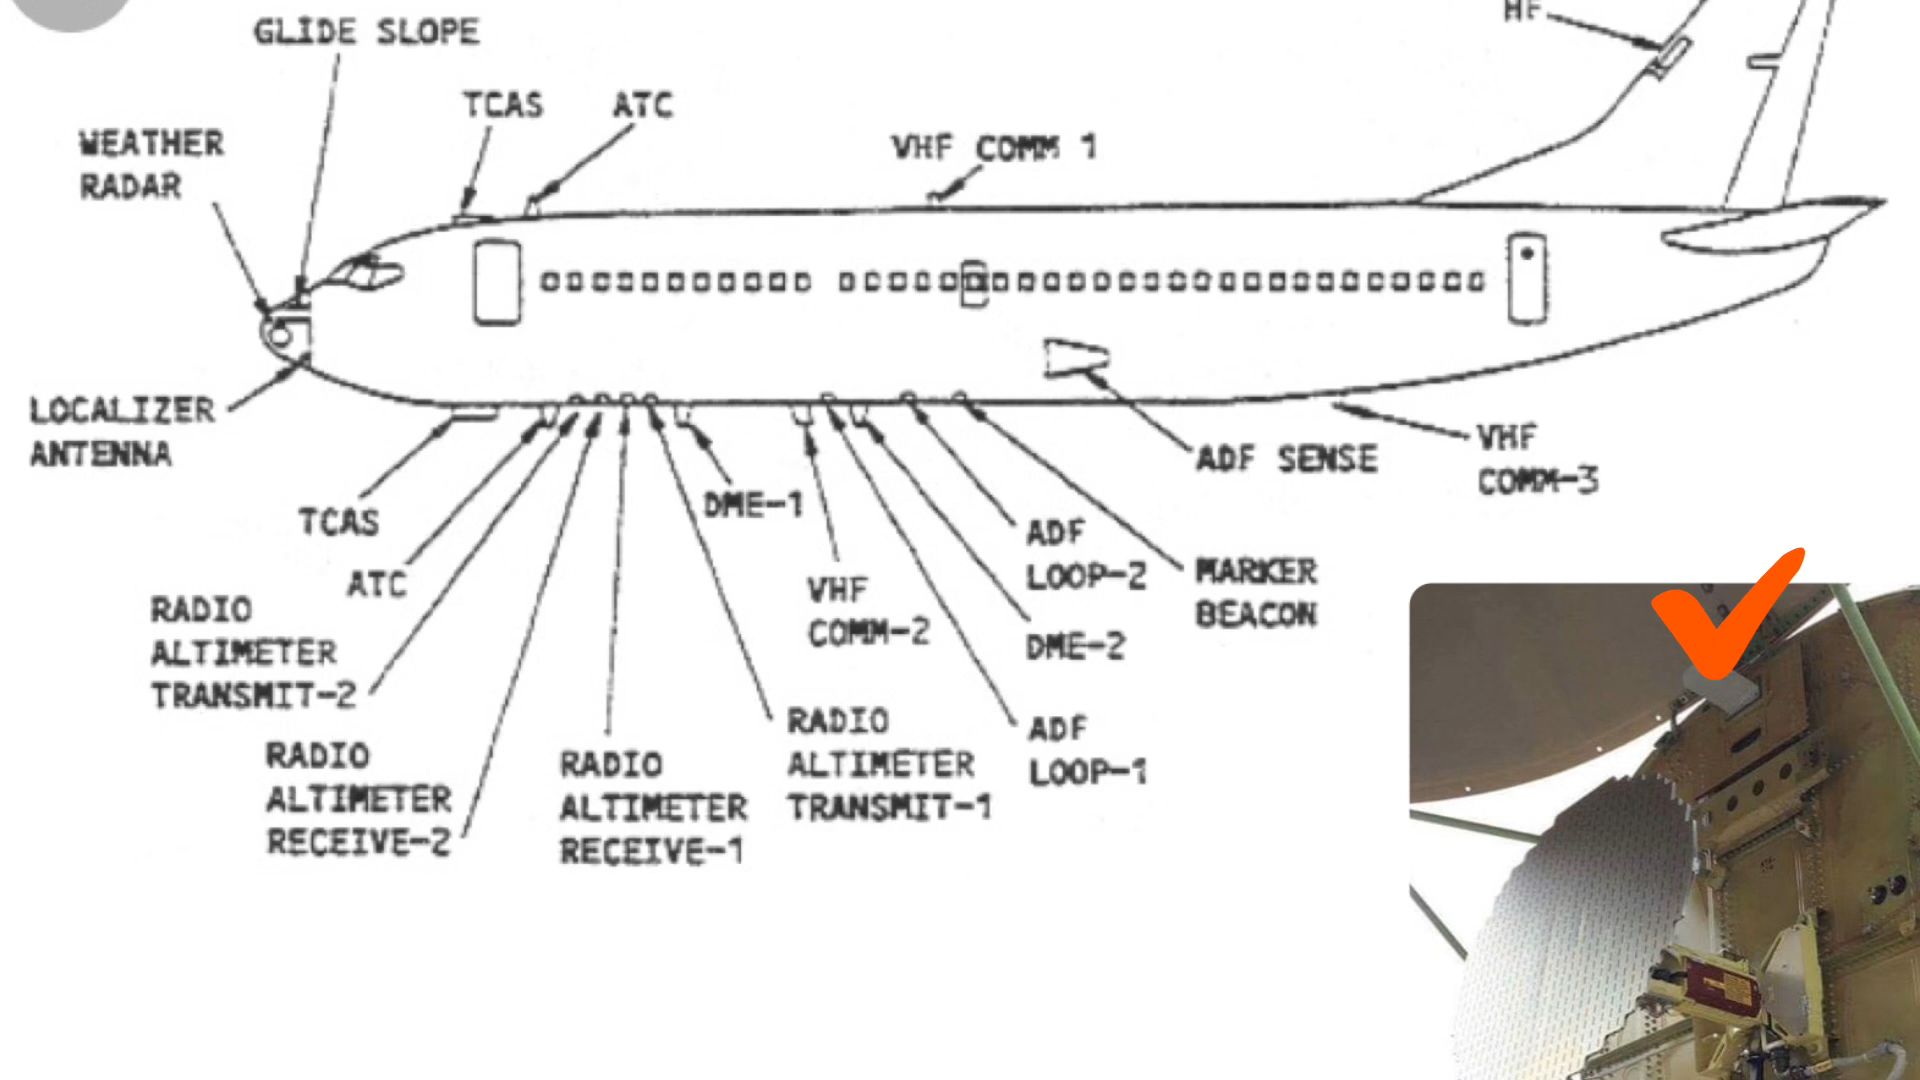 GLIDE SLOPE
HF
TCAS
ATC
WEATHER
RADAR
VHF COMM 1
LOCALIZER
ANTENNA
ADF SENSE
VHF
COMM-3
TCAS
DME-1
ATC
ADF
LOOP-2
MARKER
BEACON
VHF
COMM-2
DME-2
RADIO
ALTIMETER
TRANSMIT-2
RADIO
ALTIMETER
RECEIVE-2
RADIO
ALTIMETER
RECEIVE-1
RADIO
ALTIMETER
TRANSMIT-1
ADF
LOOP-1